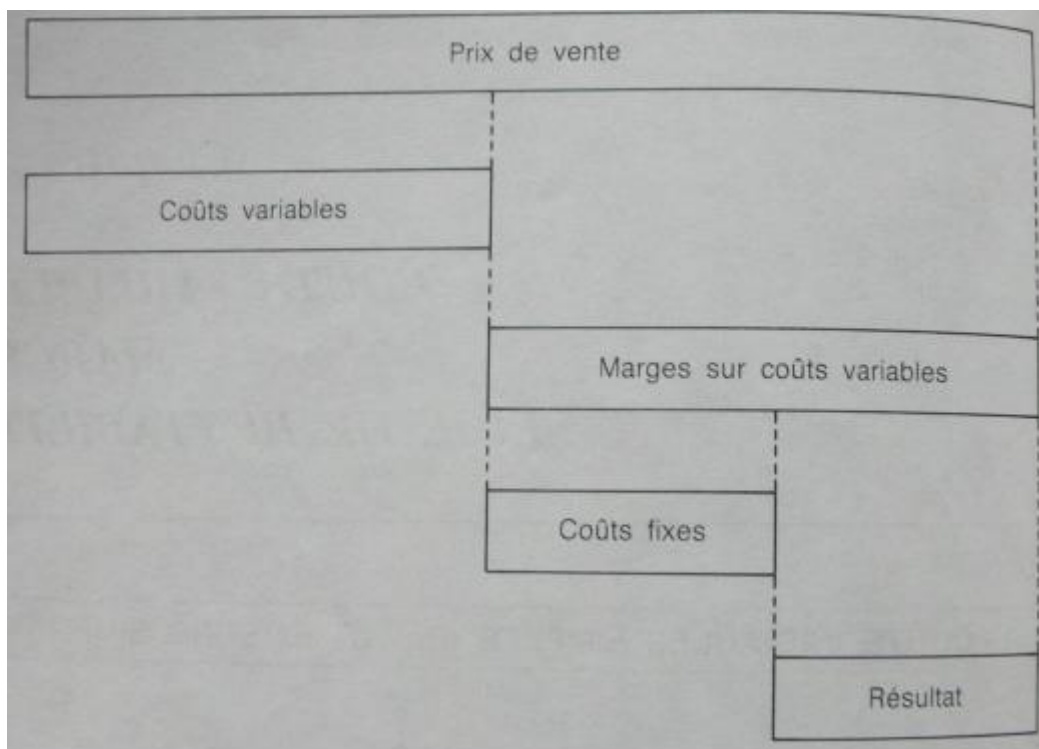 Prix de vente
Coûts variables
Marges sur coûts variables
Coûts fixes
Résultat